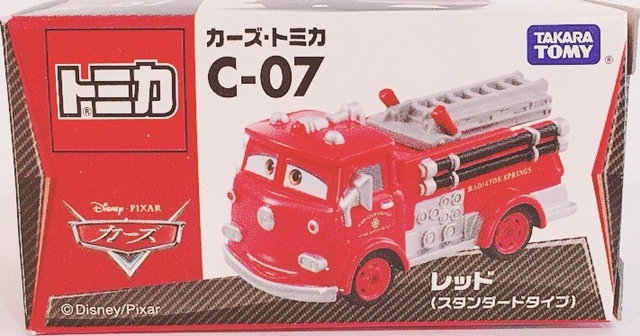 カーズ・トミカ
C-07
TAKARA
TOMY®
トミカ®
Disney・PIXAR
カーズ
RADIATOR SPRINGS
レッド
(スタンダードタイプ)
©Disney/Pixar